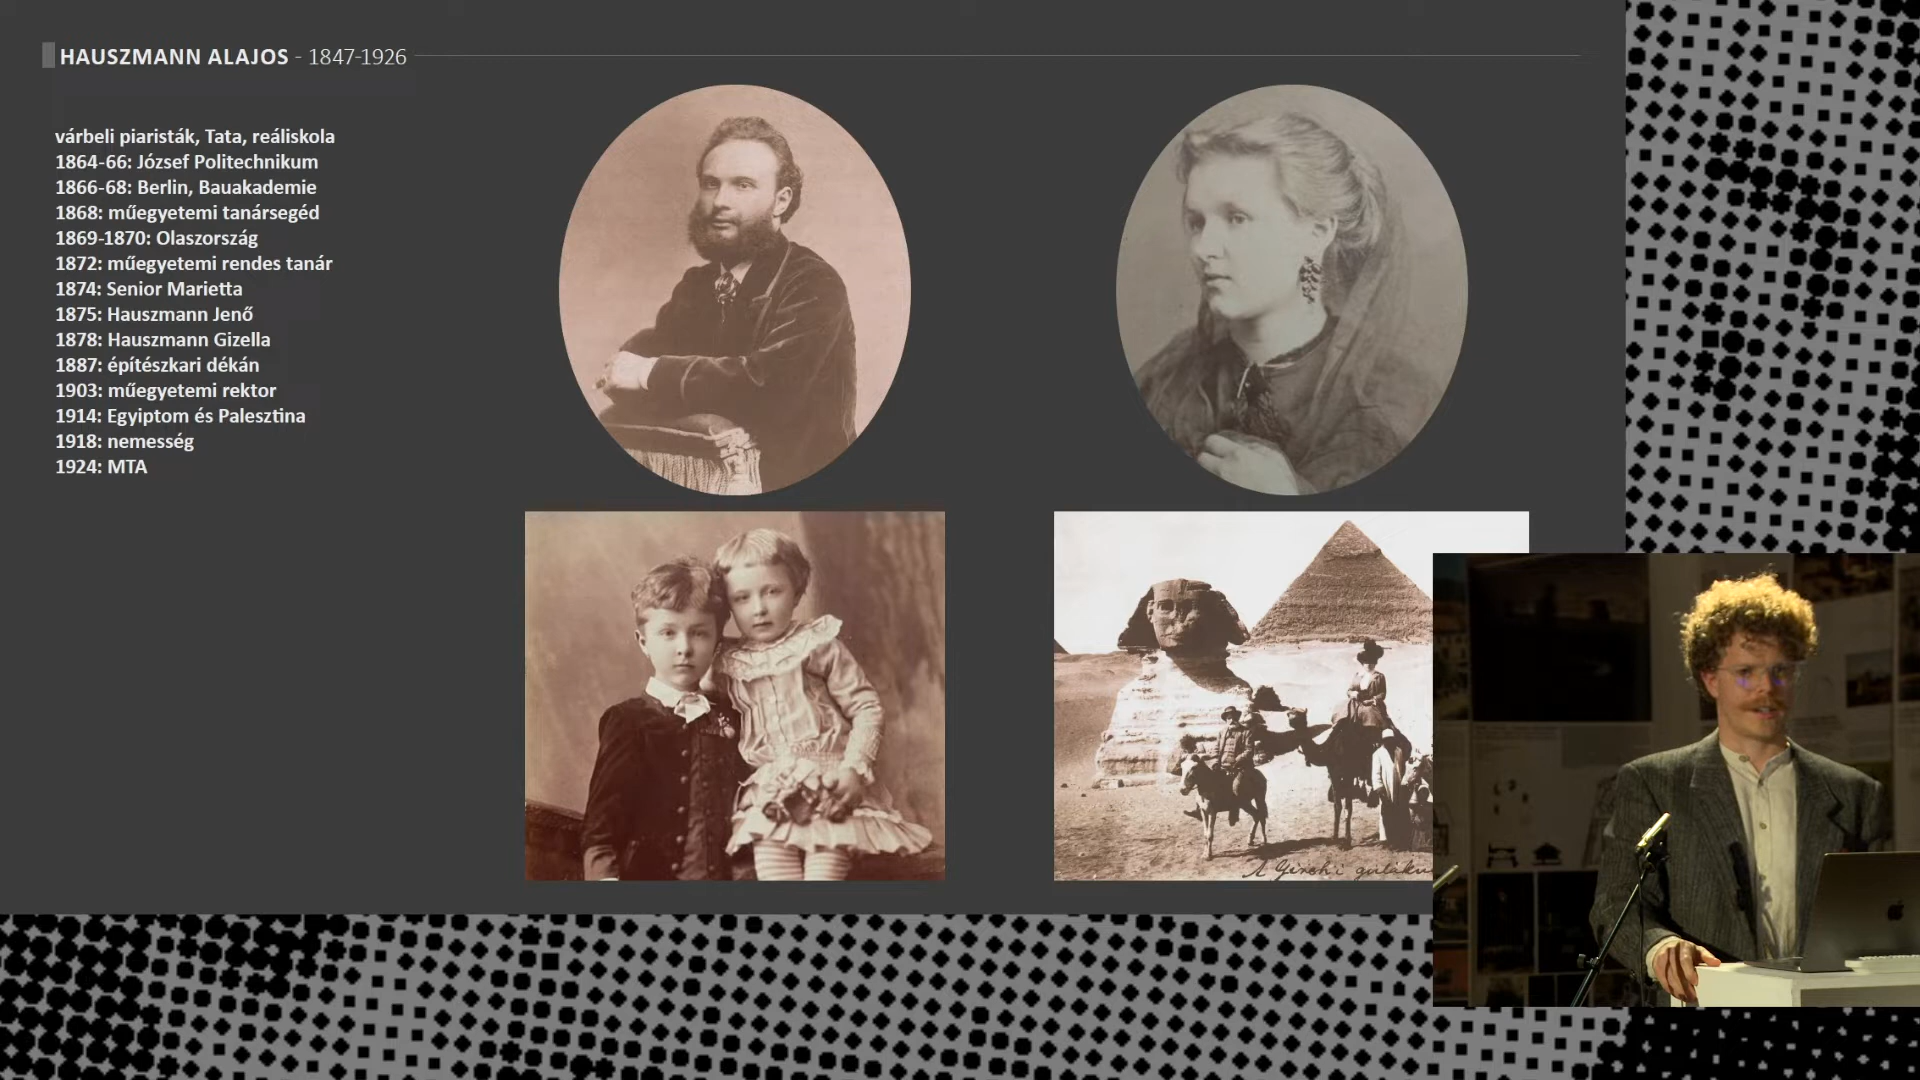 HAUSZMANN ALAJOS - 1847-1926
várbeli piaristák, Tata, reáliskola
1864-66: József Politechnikum
1866-68: Berlin, Bauakademie
1868: műegyetemi tanársegéd
1869-1870: Olaszország
1872: műegyetemi rendes tanár
1874: Senior Marietta
1875: Hauszmann Jenő
1878: Hauszmann Gizella
1887: építészkari dékán
1903: műegyetemi rektor
1914: Egyiptom és Palesztina
1918: nemesség
1924: MTA